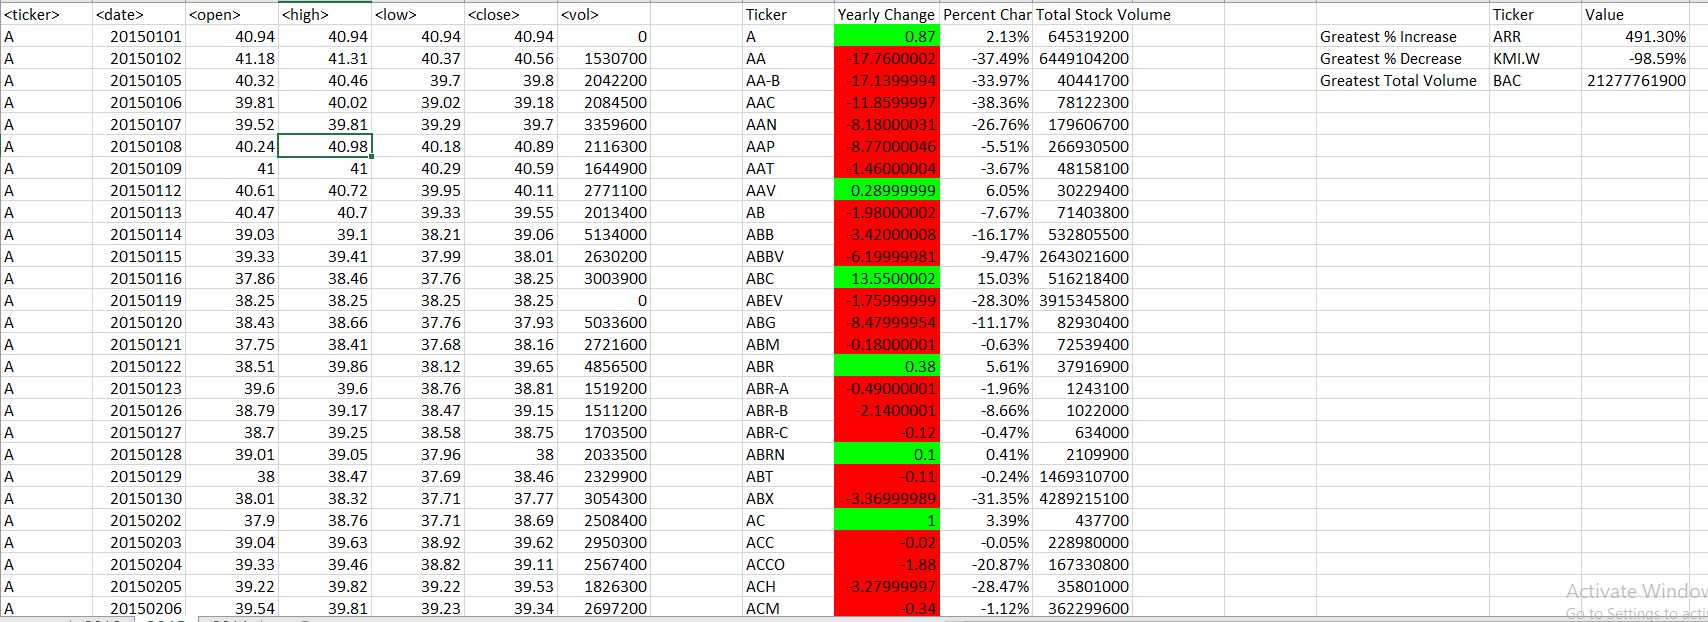 <ticker> <date> <open> <high> <low> <close> <vol> Ticker Yearly Change Percent Char Total Stock Volume Ticker Value
A 20150101 40.94 40.94 40.94 40.94 0 A 0.87 2.13% 645319200 Greatest % Increase ARR 491.30%
A 20150102 41.18 41.31 40.37 40.56 1530700 AA -17.7600002 -37.49% 6449104200 Greatest % Decrease KMI.W -98.59%
A 20150105 40.32 40.46 39.7 39.8 2042200 AA-B -17.1399994 -33.97% 40441700 Greatest Total Volume BAC 21277761900
A 20150106 39.81 40.02 39.02 39.18 2084500 AAC -11.8599997 -38.36% 78122300
A 20150107 39.52 39.81 39.29 39.7 3359600 AAN -8.18000031 -26.76% 179606700
A 20150108 40.24 40.98 40.18 40.89 2116300 AAP -8.77000046 -5.51% 266930500
A 20150109 41 41 40.29 40.59 1644900 AAT -1.46000004 -3.67% 48158100
A 20150112 40.61 40.72 39.95 40.11 2771100 AAV 0.28999999 6.05% 30229400
A 20150113 40.47 40.7 39.33 39.55 2013400 AB -1.98000002 -7.67% 71403800
A 20150114 39.03 39.1 38.21 39.06 5134000 ABB -3.42000008 -16.17% 532805500
A 20150115 39.33 39.41 37.99 38.01 2630200 ABBV -6.19999981 -9.47% 2643021600
A 20150116 37.86 38.46 37.76 38.25 3003900 ABC 13.5500002 15.03% 516218400
A 20150119 38.25 38.25 38.25 38.25 0 ABEV -1.75999999 -28.30% 3915345800
A 20150120 38.43 38.66 37.76 37.93 5033600 ABG -8.47999954 -11.17% 82930400
A 20150121 37.75 38.41 37.68 38.16 2721600 ABM -0.18000001 -0.63% 72539400
A 20150122 38.51 39.86 38.12 39.65 4856500 ABR 0.38 5.61% 37916900
A 20150123 39.6 39.6 38.76 38.81 1519200 ABR-A -0.49000001 -1.96% 1243100
A 20150126 38.79 39.17 38.47 39.15 1511200 ABR-B -2.1400001 -8.66% 1022000
A 20150127 38.7 39.25 38.58 38.75 1703500 ABR-C -0.12 -0.47% 634000
A 20150128 39.01 39.05 37.96 38 2033500 ABRN 0.1 0.41% 2109900
A 20150129 38 38.47 37.69 38.46 2329900 ABT -0.11 -0.24% 1469310700
A 20150130 38.01 38.32 37.71 37.77 3054300 ABX -3.36999989 -31.35% 4289215100
A 20150202 37.9 38.76 37.71 38.69 2508400 AC 1 3.39% 437700
A 20150203 39.04 39.63 38.92 39.62 2950300 ACC -0.02 -0.05% 228980000
A 20150204 39.33 39.46 38.82 39.11 2567400 ACCO -1.88 -20.87% 167330800
A 20150205 39.22 39.82 39.22 39.53 1826300 ACH -3.27999997 -28.47% 35801000
A 20150206 39.54 39.81 39.23 39.34 2697200 ACM -0.34 -1.12% 362299600
Activate Window
Go to Settings to acti